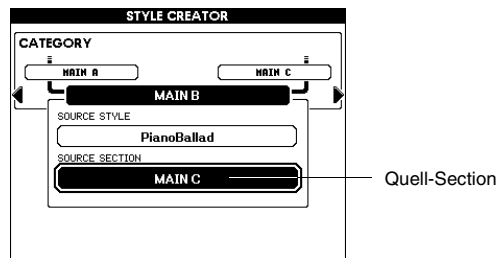 STYLE CREATOR
CATEGORY
MAIN A
MAIN C
MAIN B
SOURCE STYLE
PianoBallad
SOURCE SECTION
MAIN C
Quell-Section